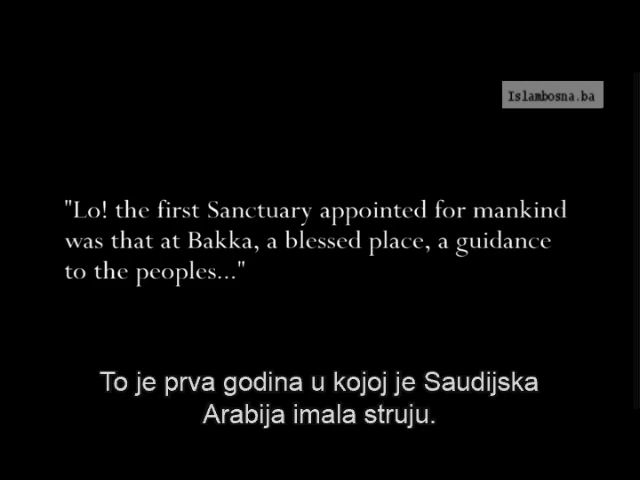 Islambosna.ba
"Lo! the first Sanctuary appointed for mankind
was that at Bakka, a blessed place, a guidance
to the peoples..."
To je prva godina u kojoj je Saudijska
Arabija imala struju.